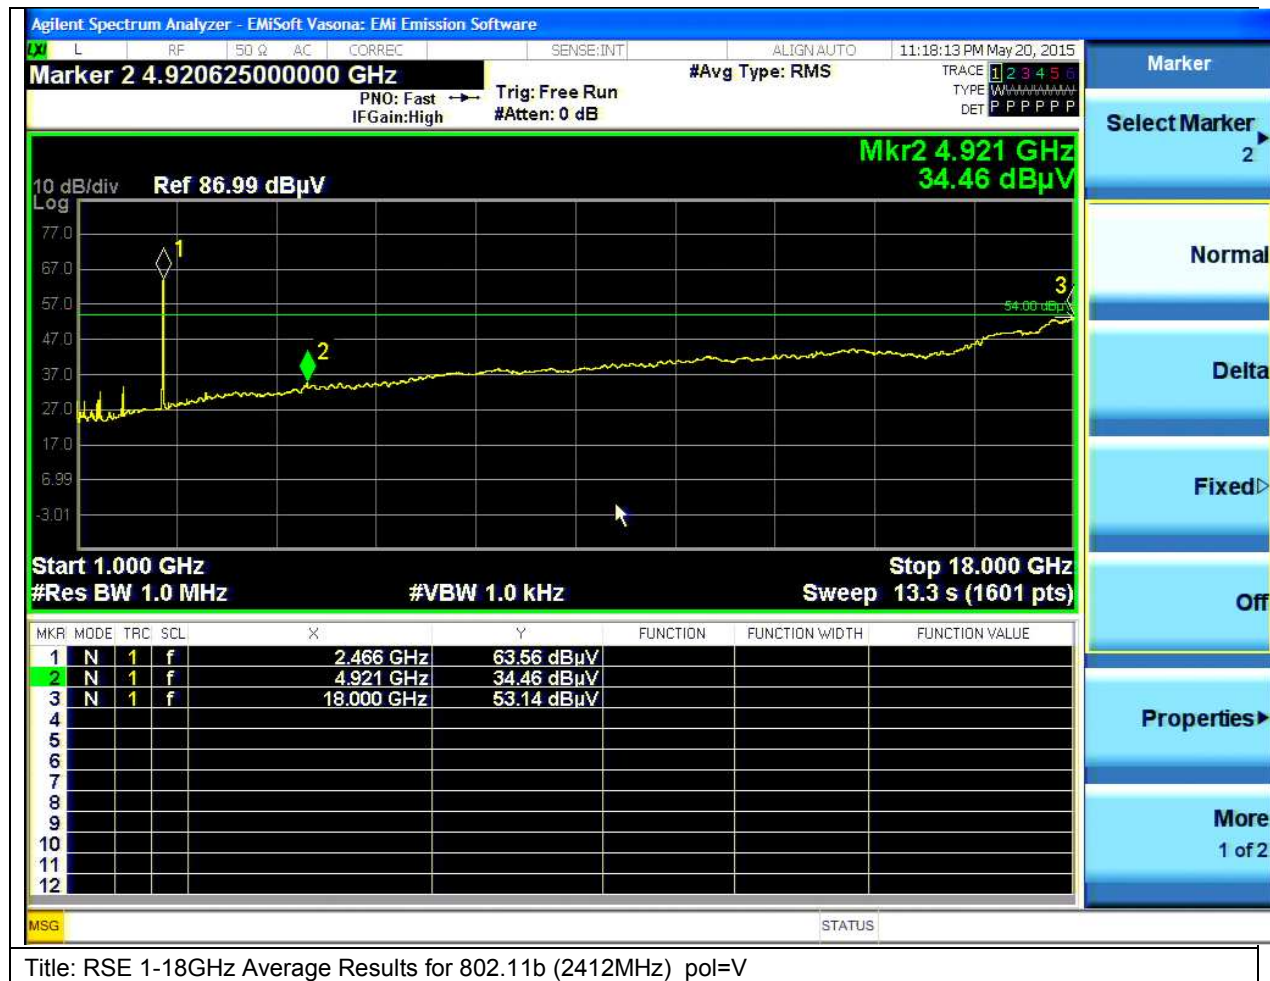 Agilent Spectrum Analyzer - EMiSoft Vasona: EMi Emission Software
LXI L RF 50 Ω AC CORREC SENSE:INT ALIGN AUTO 11:18:13 PM May 20, 2015
Marker 2 4.920625000000 GHz
PNO: Fast
IFGain:High
Trig: Free Run
#Atten: 0 dB
#Avg Type: RMS
TRACE 1 2 3 4 5 6
TYPE
DET P P P P P P
Mkr2 4.921 GHz
34.46 dBµV
10 dB/div
Log
Ref 86.99 dBµV
77.0
67.0
57.0
47.0
37.0
27.0
17.0
6.99
-3.01
1
2
3
54.00 dBµV
Start 1.000 GHz
Stop 18.000 GHz
#Res BW 1.0 MHz
#VBW 1.0 kHz
Sweep 13.3 s (1601 pts)
MKR MODE TRC SCL X Y FUNCTION FUNCTION WIDTH FUNCTION VALUE
1 N 1 f 2.466 GHz 63.56 dBµV
2 N 1 f 4.921 GHz 34.46 dBµV
3 N 1 f 18.000 GHz 53.14 dBµV
4
5
6
7
8
9
10
11
12
MSG
STATUS
Marker
Select Marker
2
Normal
Delta
Fixed
Off
Properties
More
1 of 2
Title: RSE 1-18GHz Average Results for 802.11b (2412MHz) pol=V